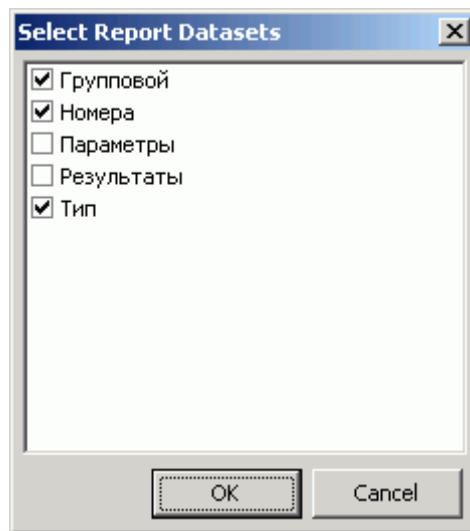 Select Report Datasets
Групповой
Номера
Параметры
Результаты
Тип
OK Cancel